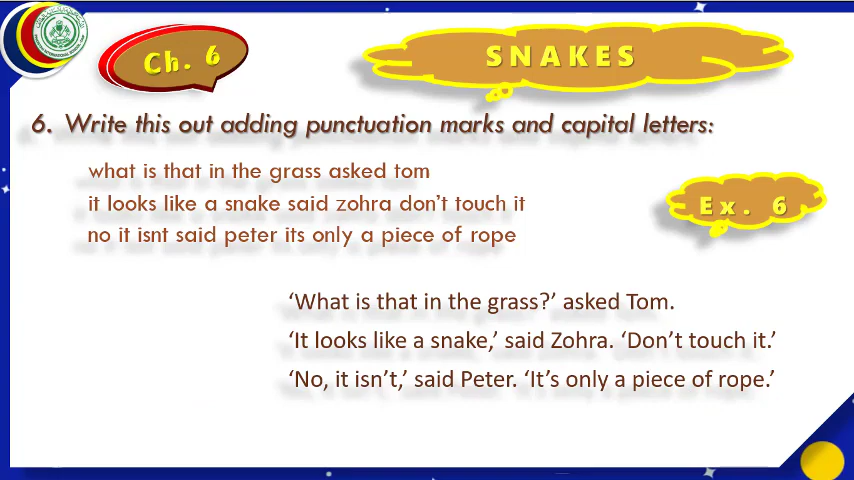 Ch. 6
SNAKES
6. Write this out adding punctuation marks and capital letters:
what is that in the grass asked tom
it looks like a snake said zohra don't touch it
no it isnt said peter its only a piece of rope
Ex. 6
‘What is that in the grass?’ asked Tom.
‘It looks like a snake,’ said Zohra. ‘Don’t touch it.’
‘No, it isn’t,’ said Peter. ‘It’s only a piece of rope.’